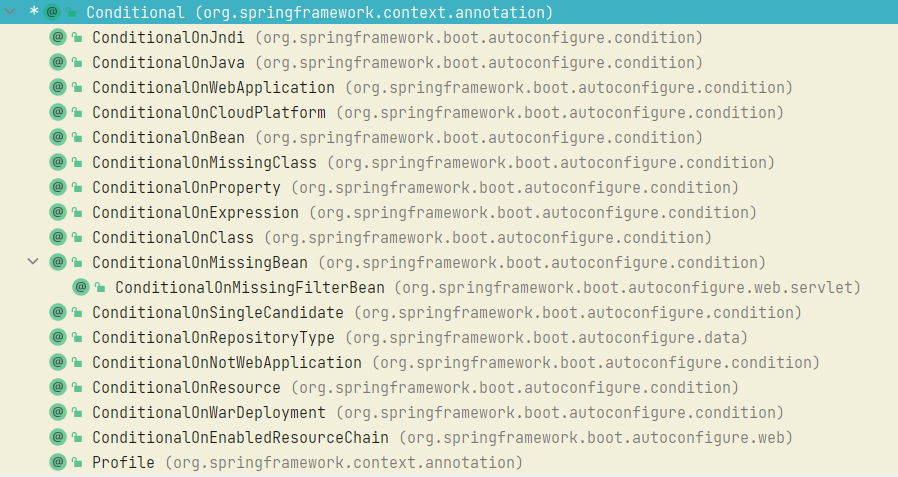 * @ Conditional (org.springframework.context.annotation)
@ ConditionalOnJndi (org.springframework.boot.autoconfigure.condition)
@ ConditionalOnJava (org.springframework.boot.autoconfigure.condition)
@ ConditionalOnWebApplication (org.springframework.boot.autoconfigure.condition)
@ ConditionalOnCloudPlatform (org.springframework.boot.autoconfigure.condition)
@ ConditionalOnBean (org.springframework.boot.autoconfigure.condition)
@ ConditionalOnMissingClass (org.springframework.boot.autoconfigure.condition)
@ ConditionalOnProperty (org.springframework.boot.autoconfigure.condition)
@ ConditionalOnExpression (org.springframework.boot.autoconfigure.condition)
@ ConditionalOnClass (org.springframework.boot.autoconfigure.condition)
@ ConditionalOnMissingBean (org.springframework.boot.autoconfigure.condition)
@ ConditionalOnMissingFilterBean (org.springframework.boot.autoconfigure.web.servlet)
@ ConditionalOnSingleCandidate (org.springframework.boot.autoconfigure.condition)
@ ConditionalOnRepositoryType (org.springframework.boot.autoconfigure.data)
@ ConditionalOnNotWebApplication (org.springframework.boot.autoconfigure.condition)
@ ConditionalOnResource (org.springframework.boot.autoconfigure.condition)
@ ConditionalOnWarDeployment (org.springframework.boot.autoconfigure.condition)
@ ConditionalOnEnabledResourceChain (org.springframework.boot.autoconfigure.web)
@ Profile (org.springframework.context.annotation)